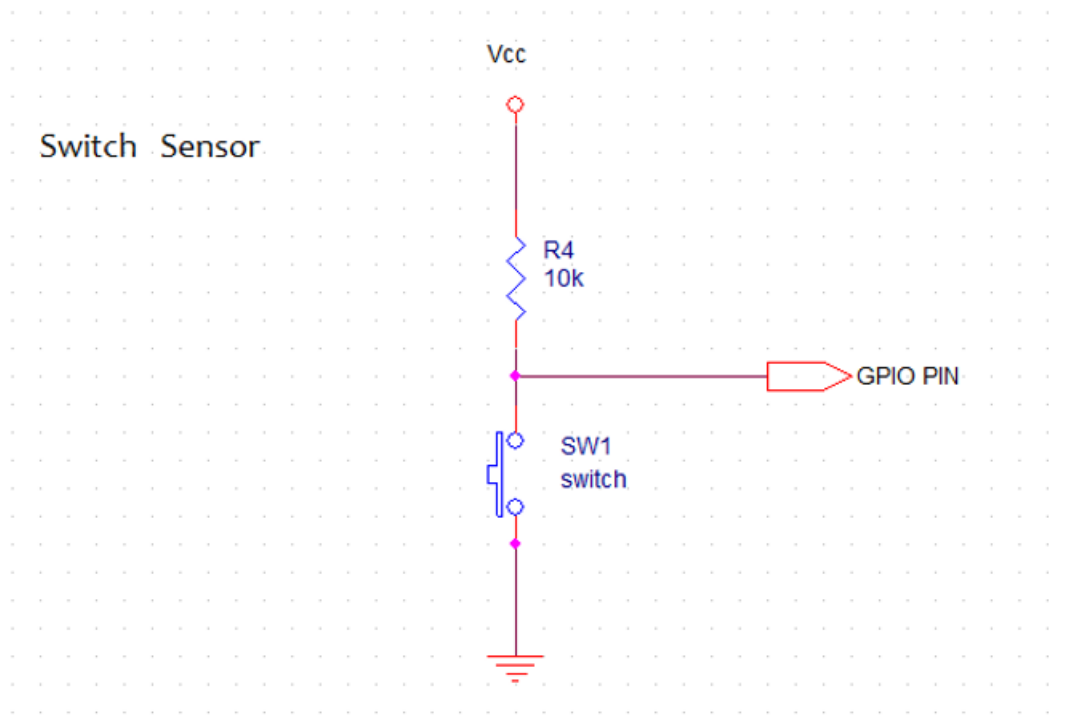 Vcc
Switch Sensor
R4
10k
GPIO PIN
SW1
switch